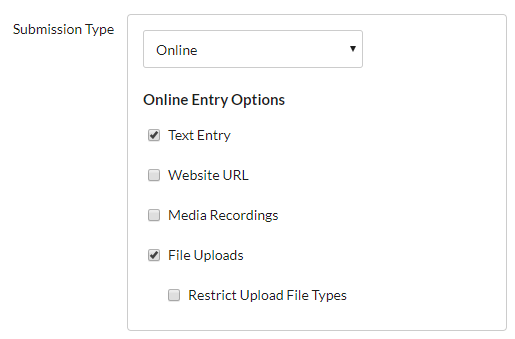 Submission Type
Online
Online Entry Options
Text Entry
Website URL
Media Recordings
File Uploads
Restrict Upload File Types